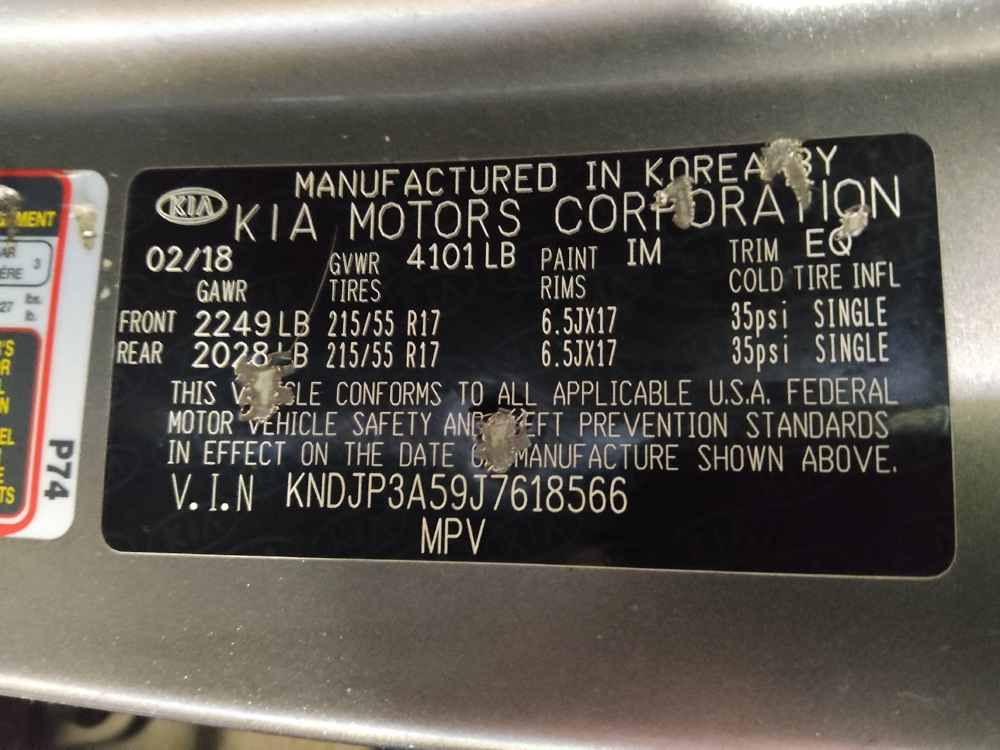 MANUFACTURED IN KOREA BY
KIA
KIA MOTORS CORPORATION
02/18 GVWR 4101 LB PAINT IM TRIM EQ
GAWR TIRES RIMS COLD TIRE INFL
FRONT 2249 LB 215/55 R17 6.5JX17 35psi SINGLE
REAR 2028 LB 215/55 R17 6.5JX17 35psi SINGLE
THIS CONFORMS TO ALL APPLICABLE U.S.A. FEDERAL
MOTOR VEHICLE SAFETY AND PREVENTION STANDARDS
IN EFFECT ON THE DATE MANUFACTURE SHOWN ABOVE.
V.I.N KNDJP3A59J7618566
MPV
3
lbs.
lb.
P74